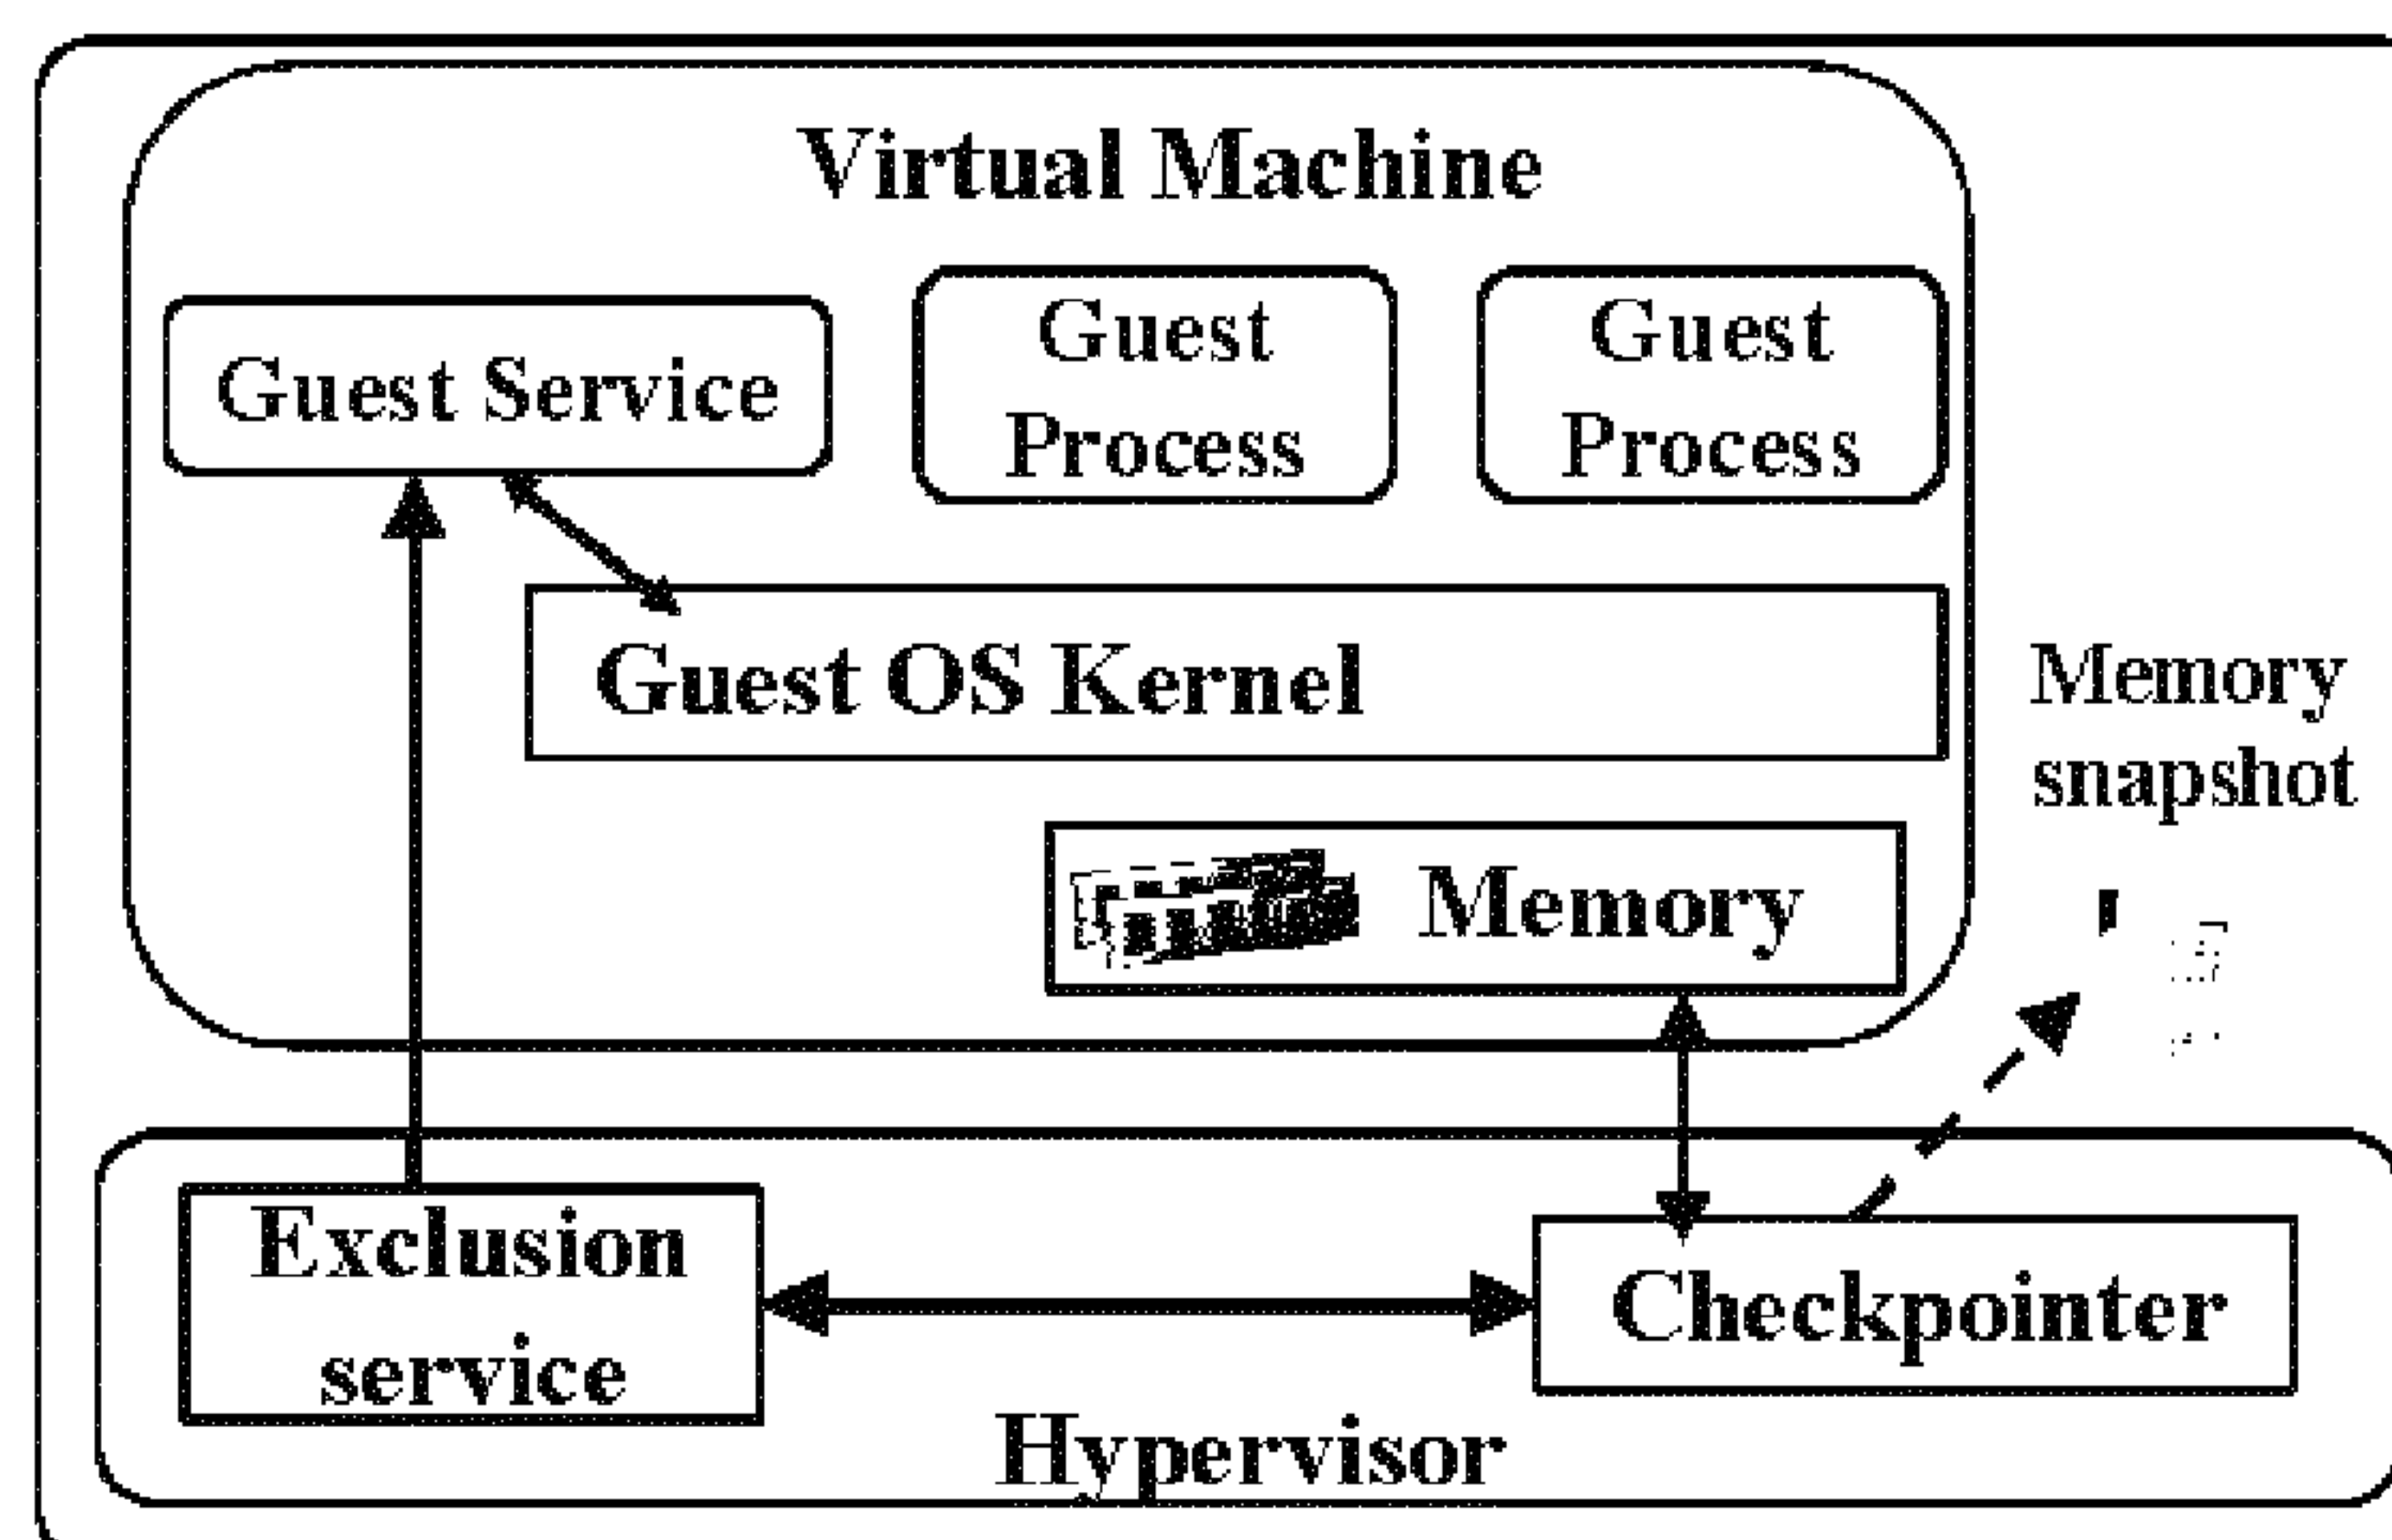 Virtual Machine
Guest Service
Guest
Process
Guest
Process
Guest OS Kernel
Memory
snapshot
Memory
Exclusion
service
Checkpointer
Hypervisor